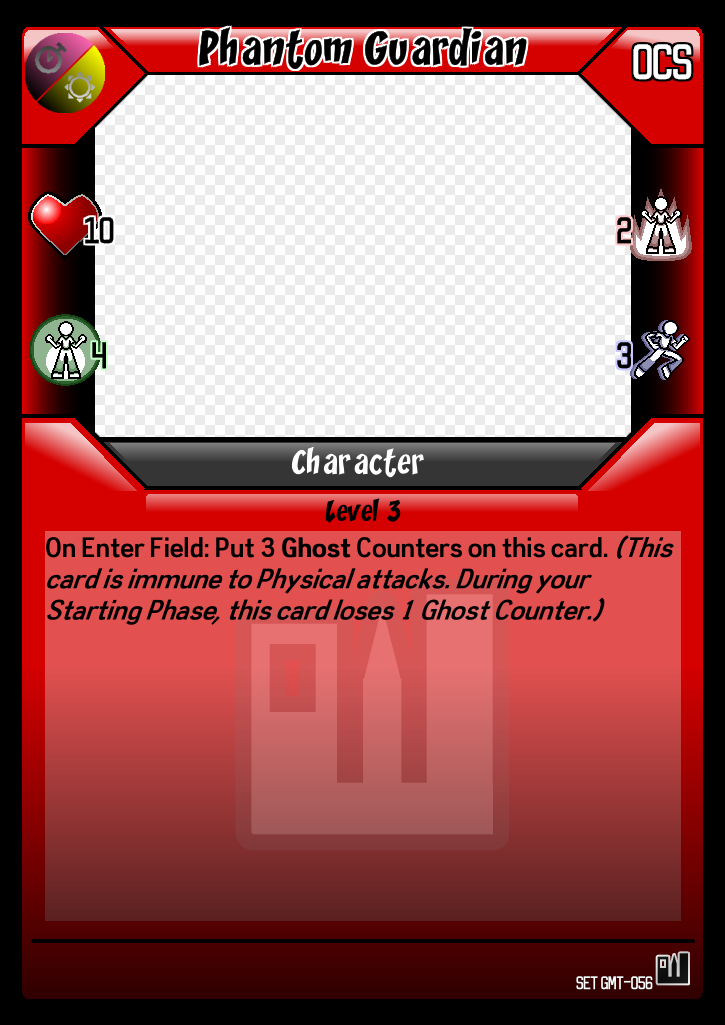 Phantom Guardian
OCS
10
2
4
3
Character
Level 3
On Enter Field: Put 3 Ghost Counters on this card. (This
card is immune to Physical attacks. During your
Starting Phase, this card loses 1 Ghost Counter.)
SET GMT-056